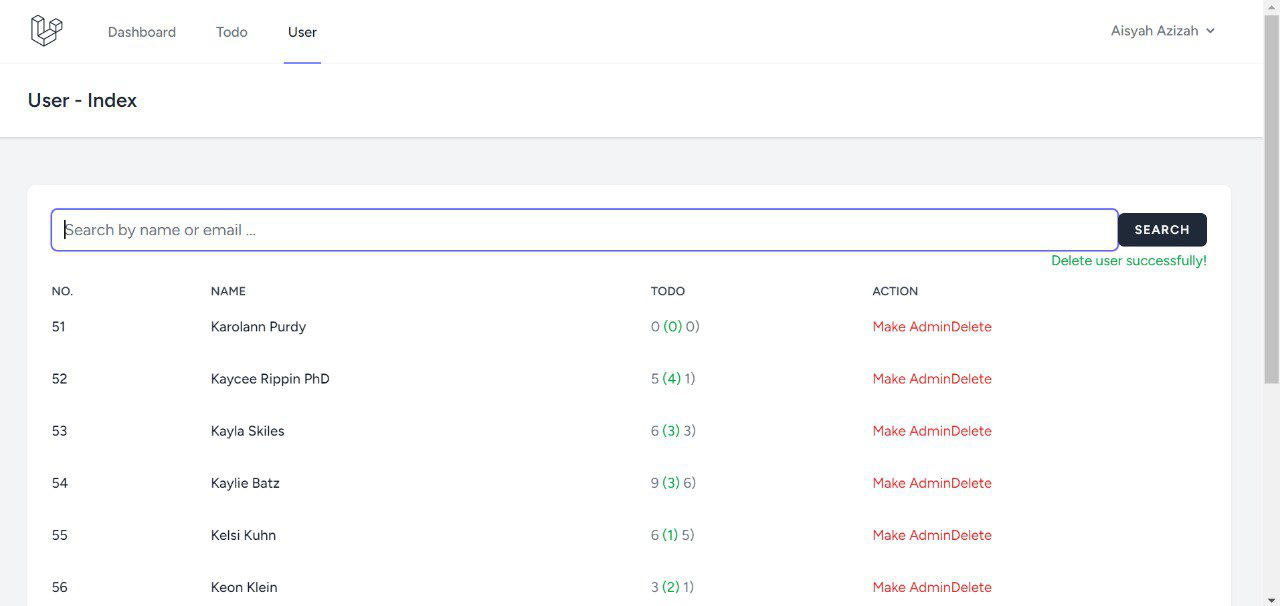 Dashboard Todo User Aisyah Azizah
User - Index
Search by name or email ... SEARCH
Delete user successfully!
NO. NAME TODO ACTION
51 Karolann Purdy 0 (0) 0) Make AdminDelete
52 Kaycee Rippin PhD 5 (4) 1) Make AdminDelete
53 Kayla Skiles 6 (3) 3) Make AdminDelete
54 Kaylie Batz 9 (3) 6) Make AdminDelete
55 Kelsi Kuhn 6 (1) 5) Make AdminDelete
56 Keon Klein 3 (2) 1) Make AdminDelete